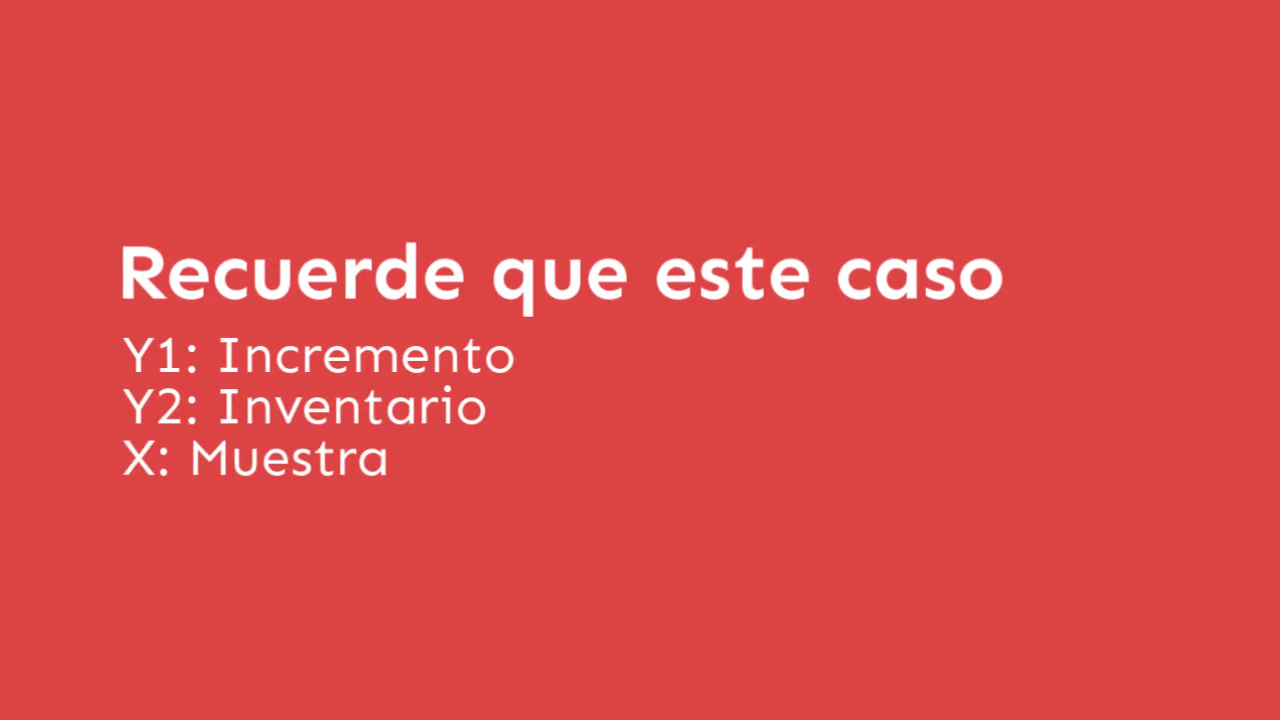 Recuerde que este caso
Y1: Incremento
Y2: Inventario
X: Muestra